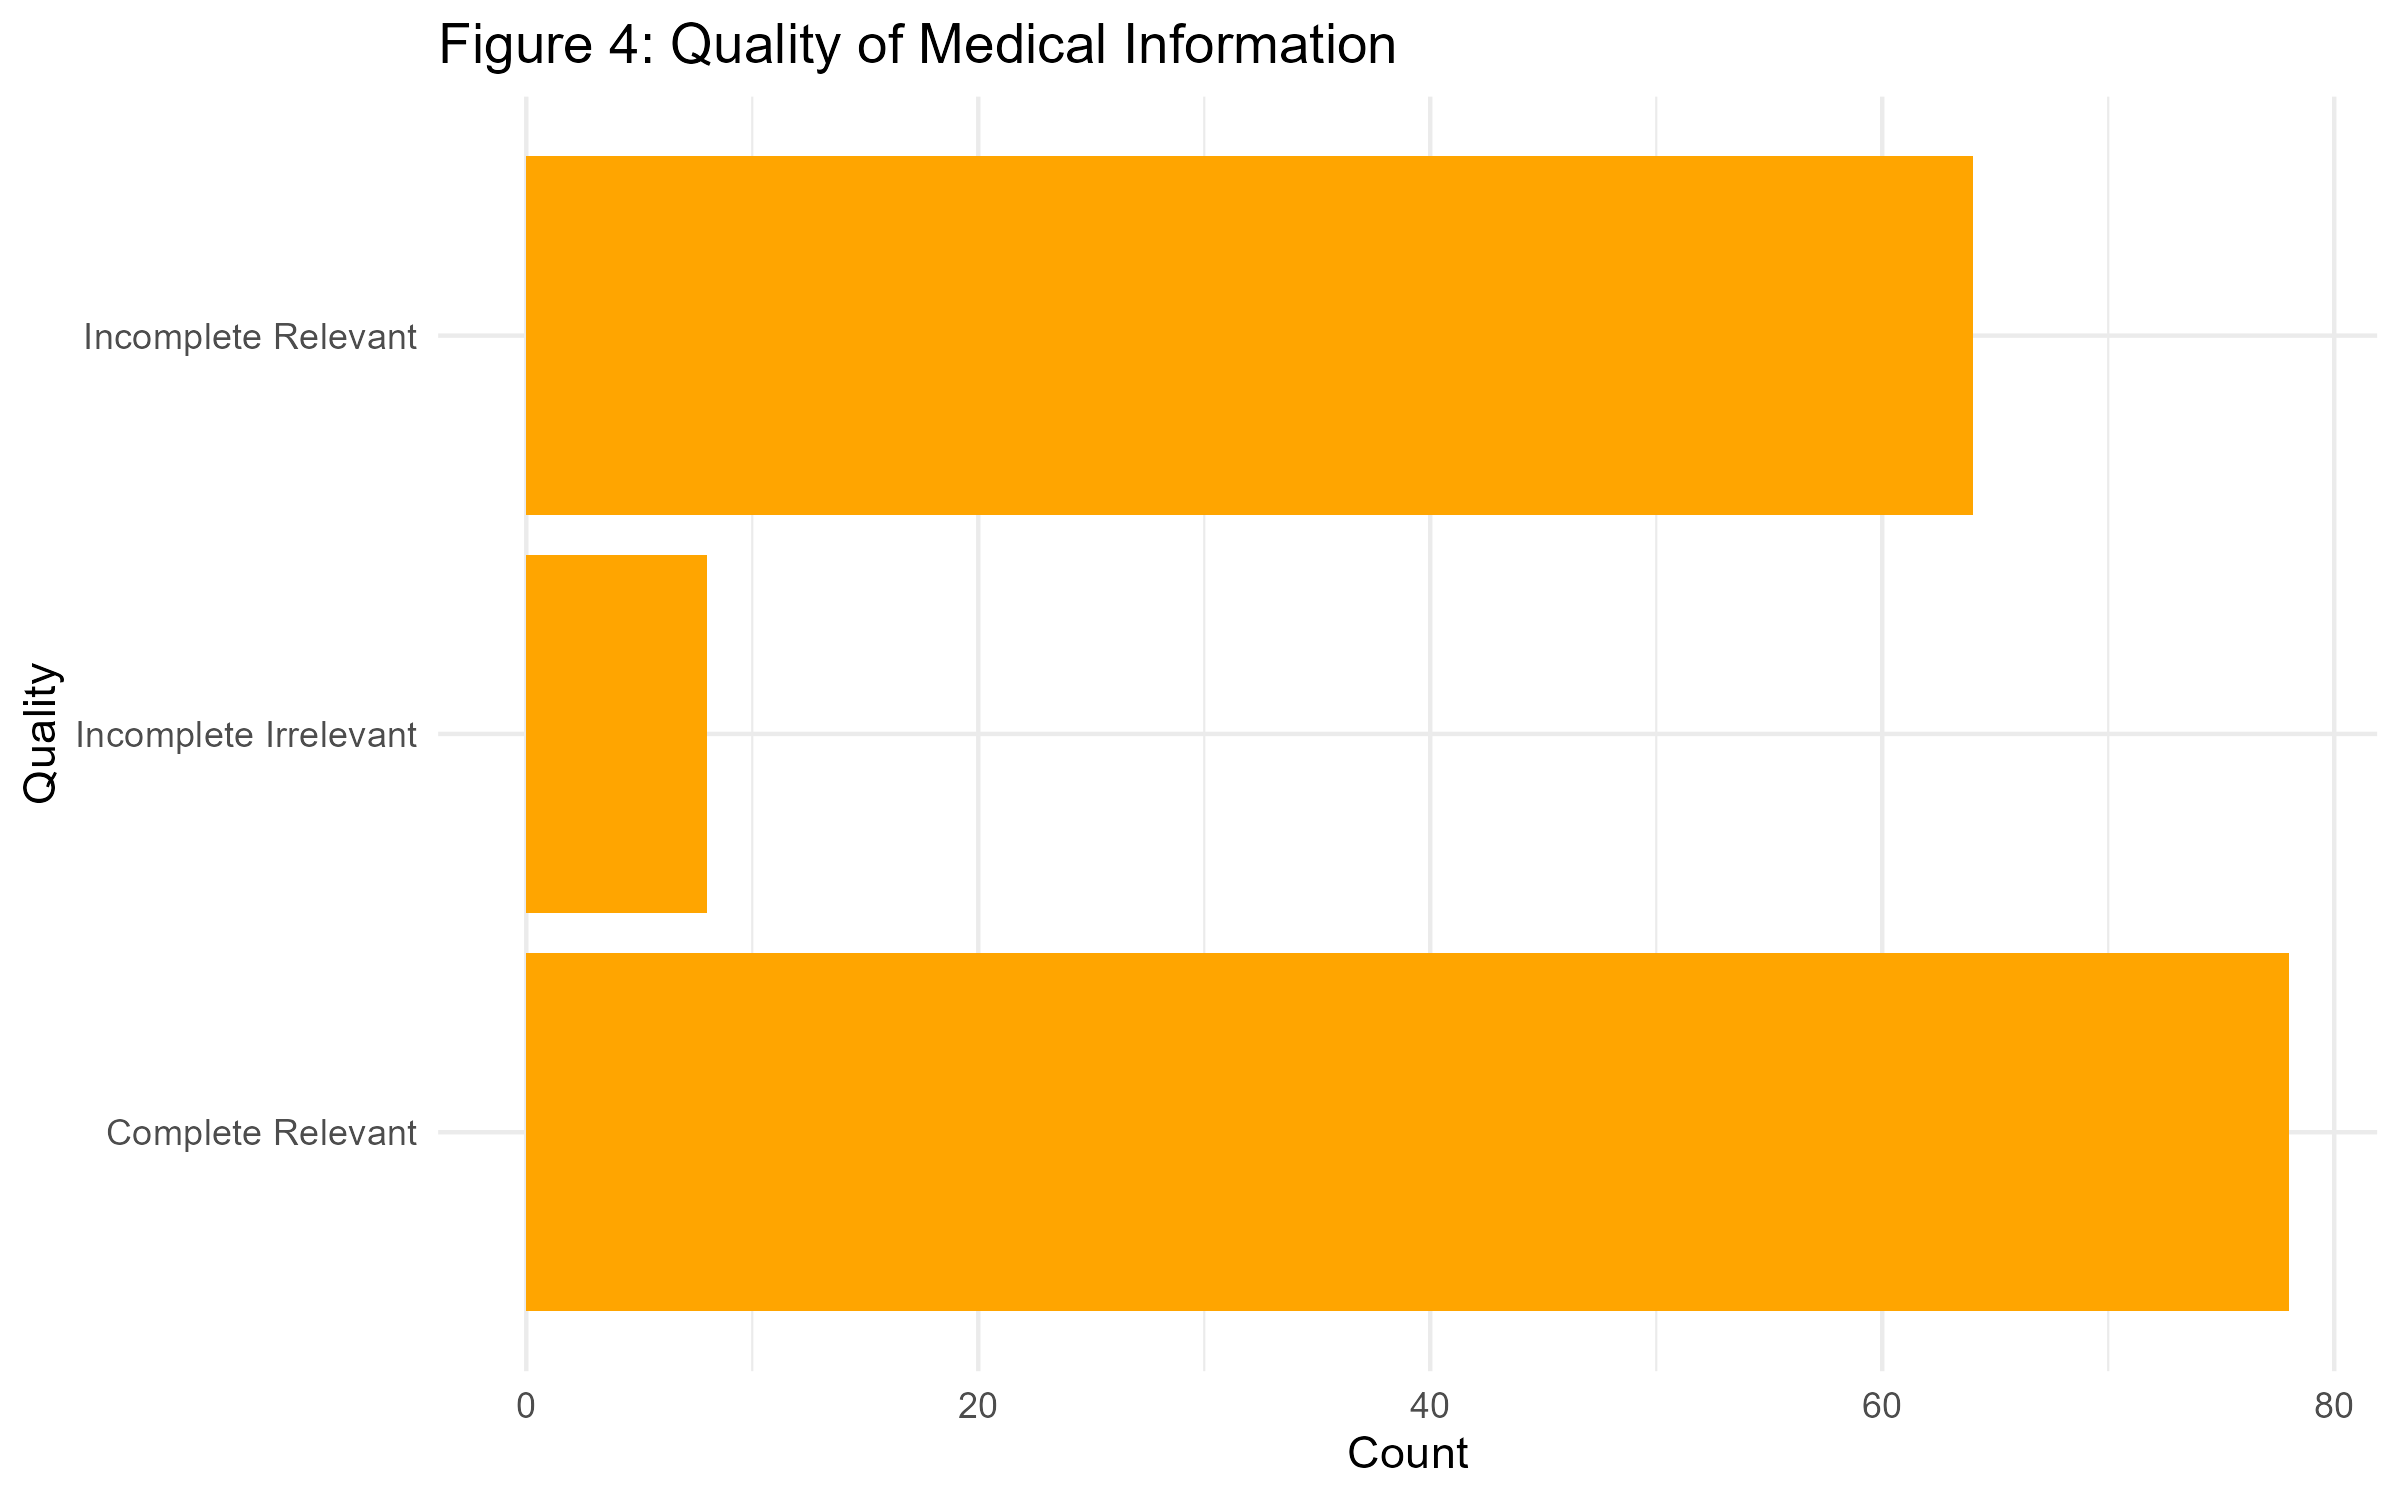 Figure 4: Quality of Medical Information
Quality
Incomplete Relevant
Incomplete Irrelevant
Complete Relevant
0 20 40 60 80
Count